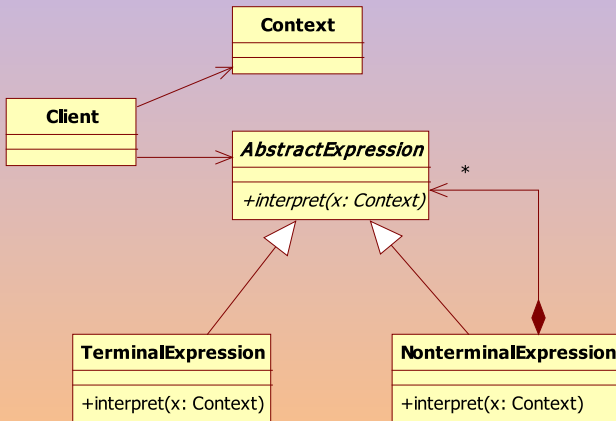 Context
Client
AbstractExpression
*
+interpret(x: Context)
TerminalExpression
NonterminalExpression
+interpret(x: Context)
+interpret(x: Context)